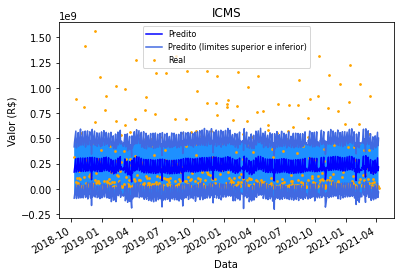 ICMS
1e9
Predito
Predito (limites superior e inferior)
Real
1.50
1.25
1.00
0.75
0.50
0.25
0.00
−0.25
Valor (R$)
2018-10
2019-01
2019-04
2019-07
2019-10
2020-01
2020-04
2020-07
2020-10
2021-01
2021-04
Data